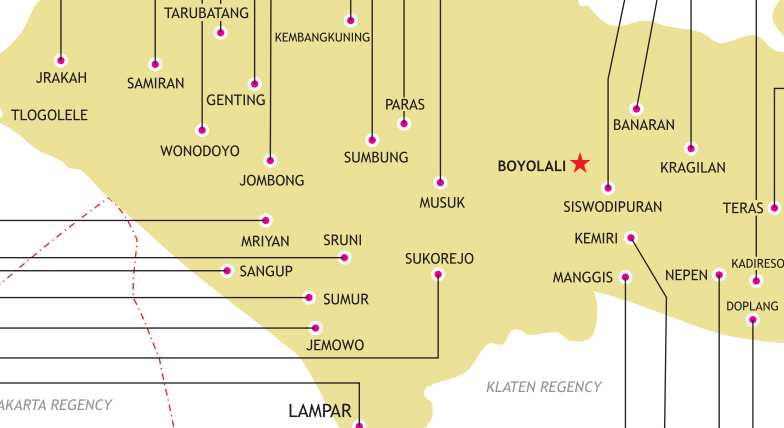 TARUBATANG
KEMBANGKUNING
JRAKAH
SAMIRAN
GENTING
PARAS
TLOGOLELE
BANARAN
WONODOYO
SUMBUNG
BOYOLALI
KRAGILAN
JOMBONG
MUSUK
SISWODIPURAN
TERAS
MRIYAN
SRUNI
KEMIRI
SUKOREJO
KADIRESO
SANGUP
MANGGIS
NEPEN
SUMUR
DOPLANG
JEMOWO
KLATEN REGENCY
AKARTA REGENCY
LAMPAR